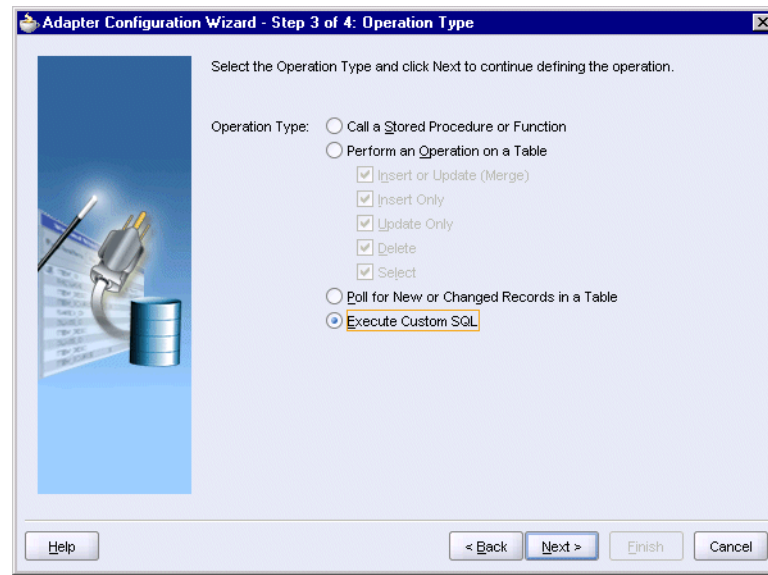 Adapter Configuration Wizard - Step 3 of 4: Operation Type
Select the Operation Type and click Next to continue defining the operation.
Operation Type:
Call a Stored Procedure or Function
Perform an Operation on a Table
Insert or Update (Merge)
Insert Only
Update Only
Delete
Select
Poll for New or Changed Records in a Table
Execute Custom SQL
Help
< Back
Next >
Finish
Cancel